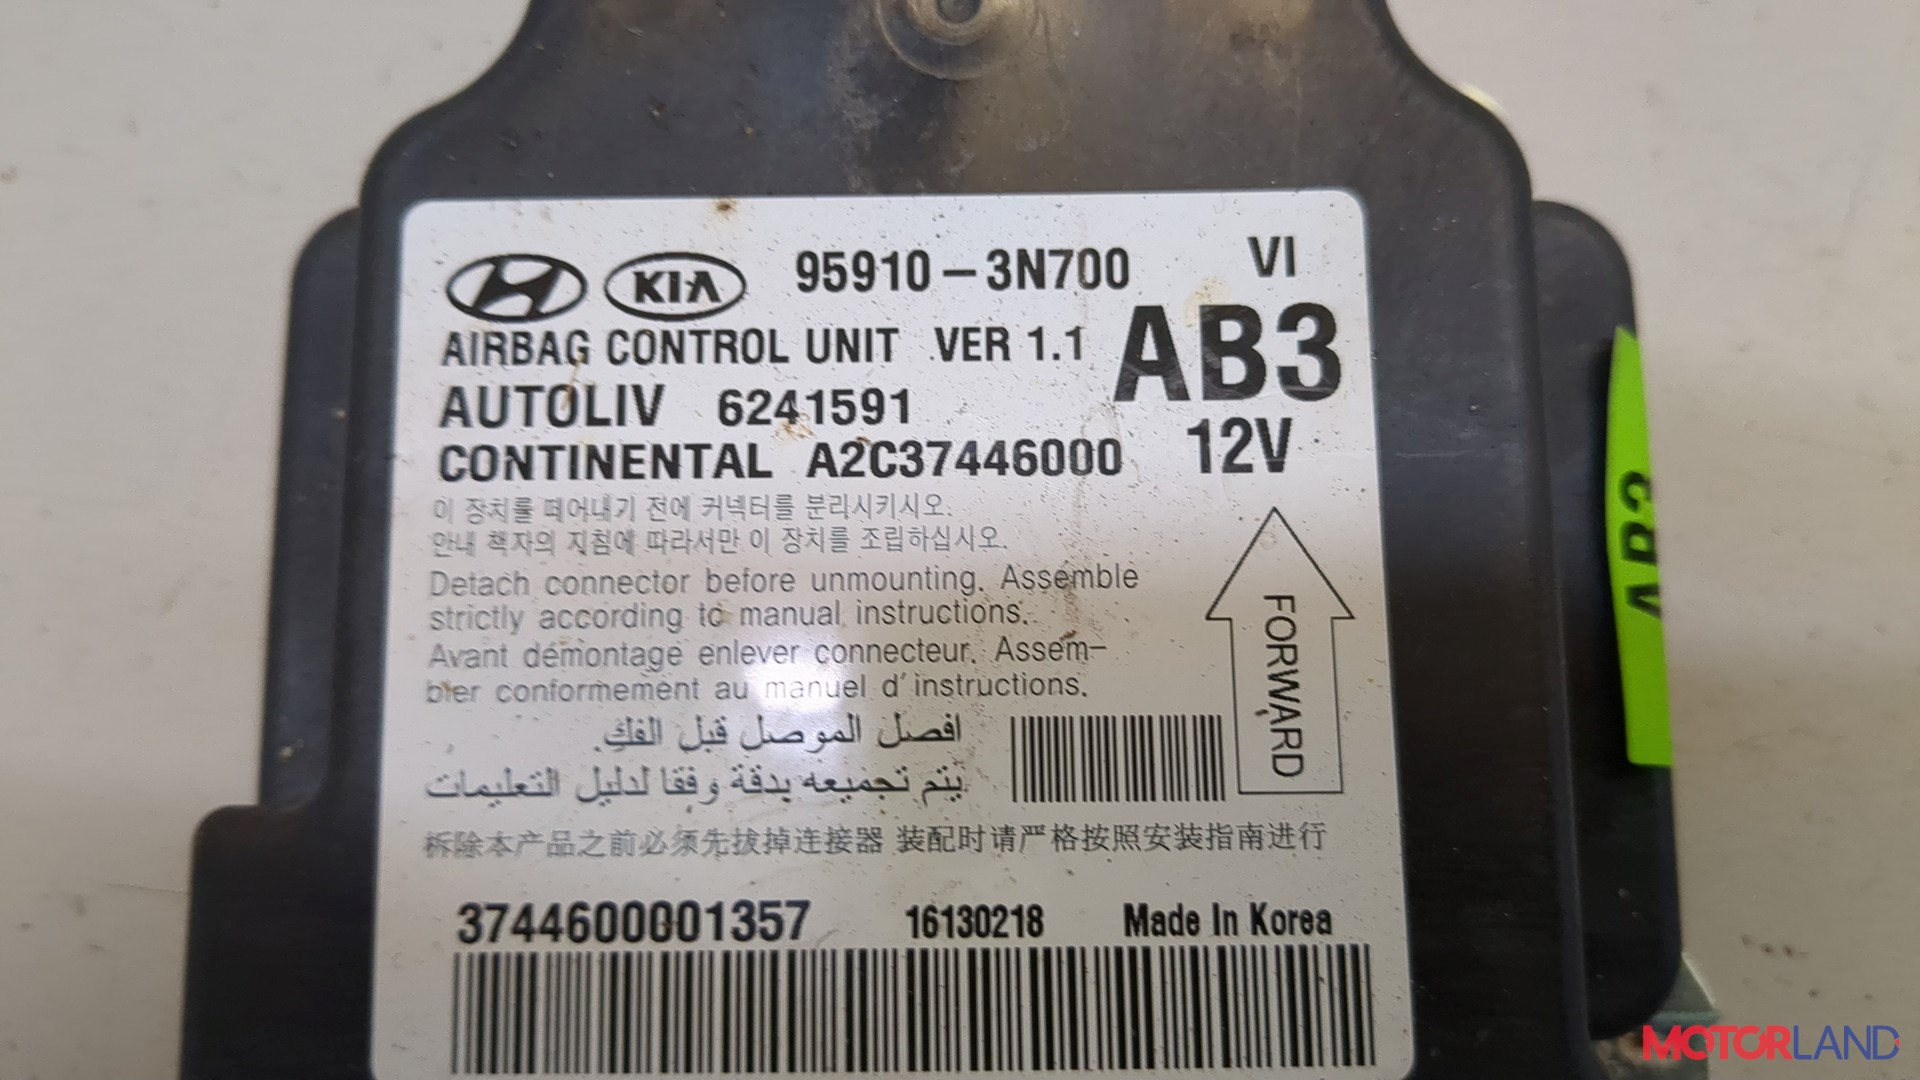 KIA 95910-3N700 VI
AIRBAG CONTROL UNIT VER 1.1 AB3
AUTOLIV 6241591
CONTINENTAL A2C37446000 12V
이 장치를 떼어내기 전에 커넥터를 분리시키시오.
안내 책자의 지침에 따라서만 이 장치를 조립하십시오.
Detach connector before unmounting. Assemble
strictly according to manual instructions.
Avant démontage enlever connecteur. Assem-
bler conformement au manuel d'instructions.
افصل الموصل قبل الفك.
يتم تجميعه بدقة وفقا لدليل التعليمات
FORWARD
拆除本产品之前必须先拔掉连接器 装配时请严格按照安装指南进行
3744600001357 16130218 Made In Korea
AB3
MOTORLAND